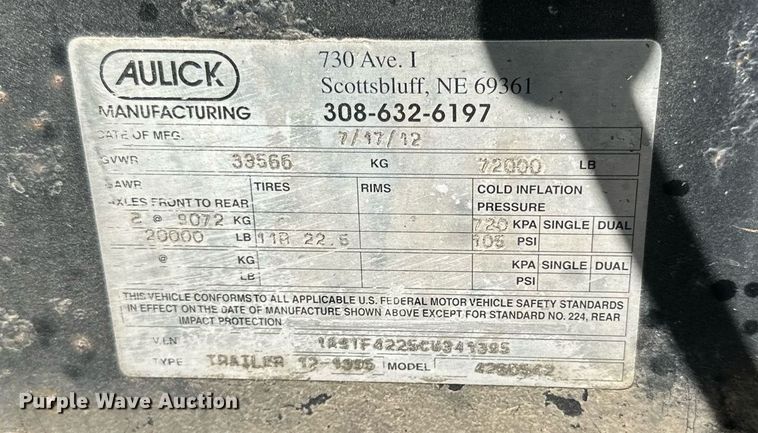 AULICK
MANUFACTURING
730 Ave. I
Scottsbluff, NE 69361
308-632-6197
DATE OF MFG. 7/17/12
GVWR 33566 KG 72000 LB
GAWR TIRES RIMS COLD INFLATION PRESSURE
AXLES FRONT TO REAR
2 @ 9072 KG 720 KPA SINGLE DUAL
20000 LB 11R 22.5 105 PSI
@ KG KPA SINGLE DUAL
LB PSI
THIS VEHICLE CONFORMS TO ALL APPLICABLE U.S. FEDERAL MOTOR VEHICLE SAFETY STANDARDS
IN EFFECT ON THE DATE OF MANUFACTURE SHOWN ABOVE EXCEPT FOR STANDARD NO. 224, REAR
IMPACT PROTECTION.
V.I.N.
TYPE TRAILER MODEL
Purple Wave Auction